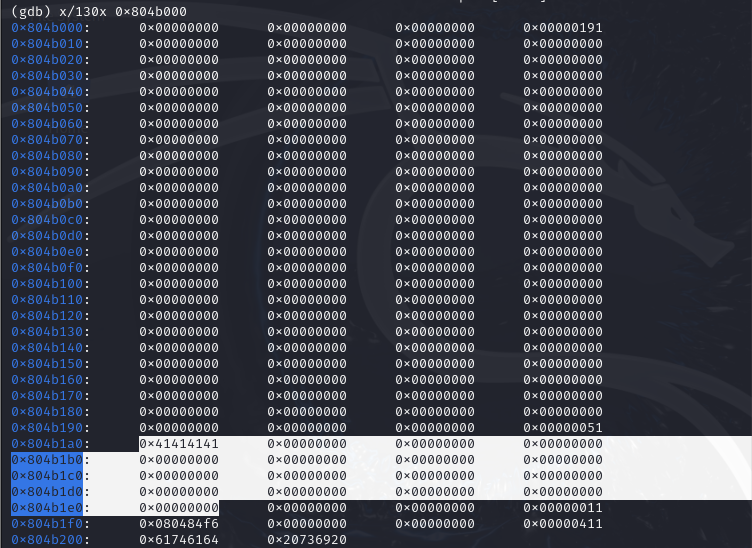 (gdb) x/130x 0x804b000
0x804b000: 0x00000000 0x00000000 0x00000000 0x00000191
0x804b010: 0x00000000 0x00000000 0x00000000 0x00000000
0x804b020: 0x00000000 0x00000000 0x00000000 0x00000000
0x804b030: 0x00000000 0x00000000 0x00000000 0x00000000
0x804b040: 0x00000000 0x00000000 0x00000000 0x00000000
0x804b050: 0x00000000 0x00000000 0x00000000 0x00000000
0x804b060: 0x00000000 0x00000000 0x00000000 0x00000000
0x804b070: 0x00000000 0x00000000 0x00000000 0x00000000
0x804b080: 0x00000000 0x00000000 0x00000000 0x00000000
0x804b090: 0x00000000 0x00000000 0x00000000 0x00000000
0x804b0a0: 0x00000000 0x00000000 0x00000000 0x00000000
0x804b0b0: 0x00000000 0x00000000 0x00000000 0x00000000
0x804b0c0: 0x00000000 0x00000000 0x00000000 0x00000000
0x804b0d0: 0x00000000 0x00000000 0x00000000 0x00000000
0x804b0e0: 0x00000000 0x00000000 0x00000000 0x00000000
0x804b0f0: 0x00000000 0x00000000 0x00000000 0x00000000
0x804b100: 0x00000000 0x00000000 0x00000000 0x00000000
0x804b110: 0x00000000 0x00000000 0x00000000 0x00000000
0x804b120: 0x00000000 0x00000000 0x00000000 0x00000000
0x804b130: 0x00000000 0x00000000 0x00000000 0x00000000
0x804b140: 0x00000000 0x00000000 0x00000000 0x00000000
0x804b150: 0x00000000 0x00000000 0x00000000 0x00000000
0x804b160: 0x00000000 0x00000000 0x00000000 0x00000000
0x804b170: 0x00000000 0x00000000 0x00000000 0x00000000
0x804b180: 0x00000000 0x00000000 0x00000000 0x00000000
0x804b190: 0x00000000 0x00000000 0x00000000 0x00000051
0x804b1a0: 0x41414141 0x00000000 0x00000000 0x00000000
0x804b1b0: 0x00000000 0x00000000 0x00000000 0x00000000
0x804b1c0: 0x00000000 0x00000000 0x00000000 0x00000000
0x804b1d0: 0x00000000 0x00000000 0x00000000 0x00000000
0x804b1e0: 0x00000000 0x00000000 0x00000000 0x00000011
0x804b1f0: 0x080484f6 0x00000000 0x00000000 0x00000411
0x804b200: 0x61746164 0x20736920